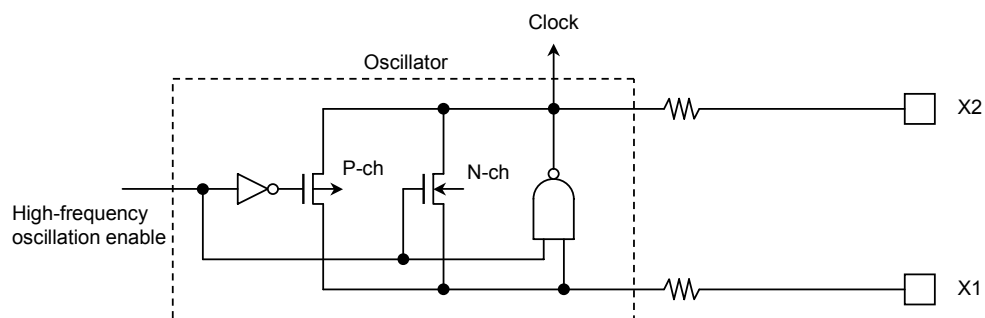 Clock
Oscillator
X2
P-ch
N-ch
High-frequency
oscillation enable
X1